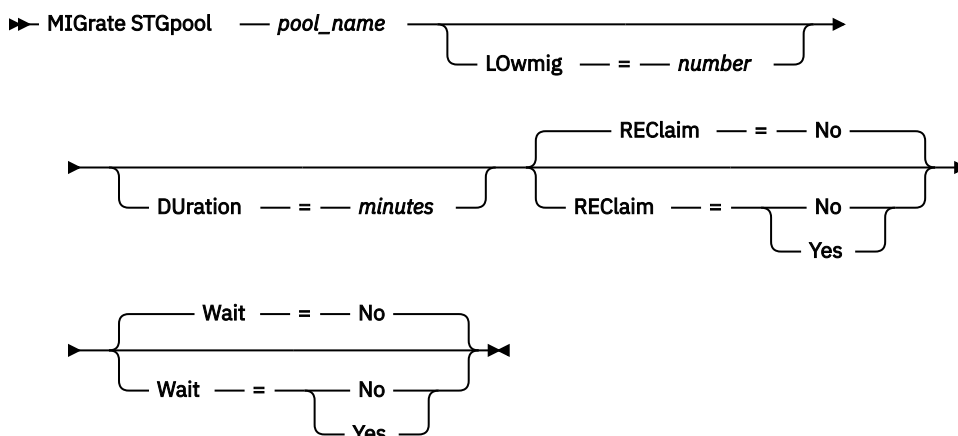 MIGrate STGpool pool_name
LOwmig = number
REClaim = No
DUration = minutes REClaim = No
Yes
Wait = No
Wait = No
Yes